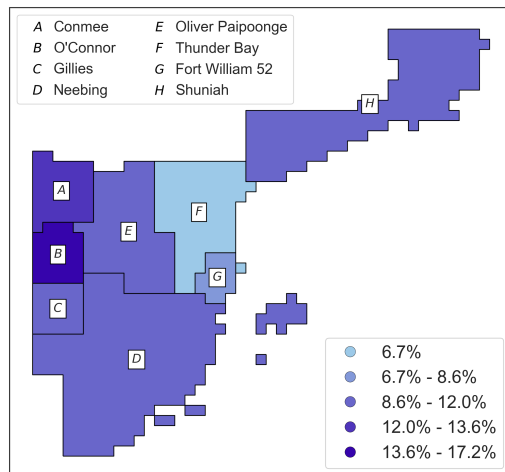 A Conmee
B O'Connor
C Gillies
D Neebing
E Oliver Paipoonge
F Thunder Bay
G Fort William 52
H Shuniah
H
A
F
E
B
G
C
D
6.7%
6.7% - 8.6%
8.6% - 12.0%
12.0% - 13.6%
13.6% - 17.2%